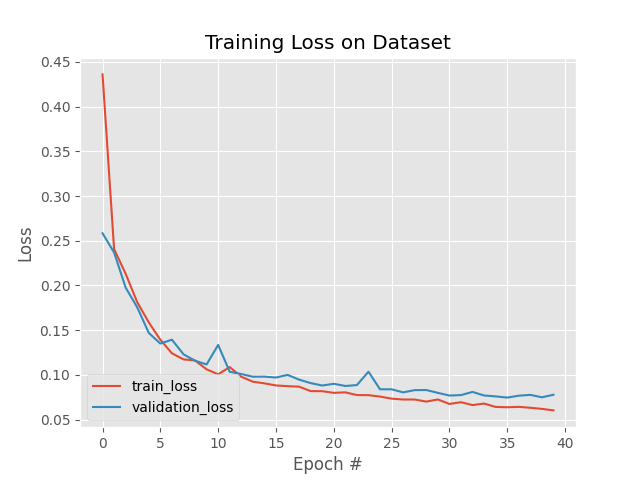 Training Loss on Dataset
Loss
0.45
0.40
0.35
0.30
0.25
0.20
0.15
0.10
0.05
train_loss
validation_loss
0 5 10 15 20 25 30 35 40
Epoch #